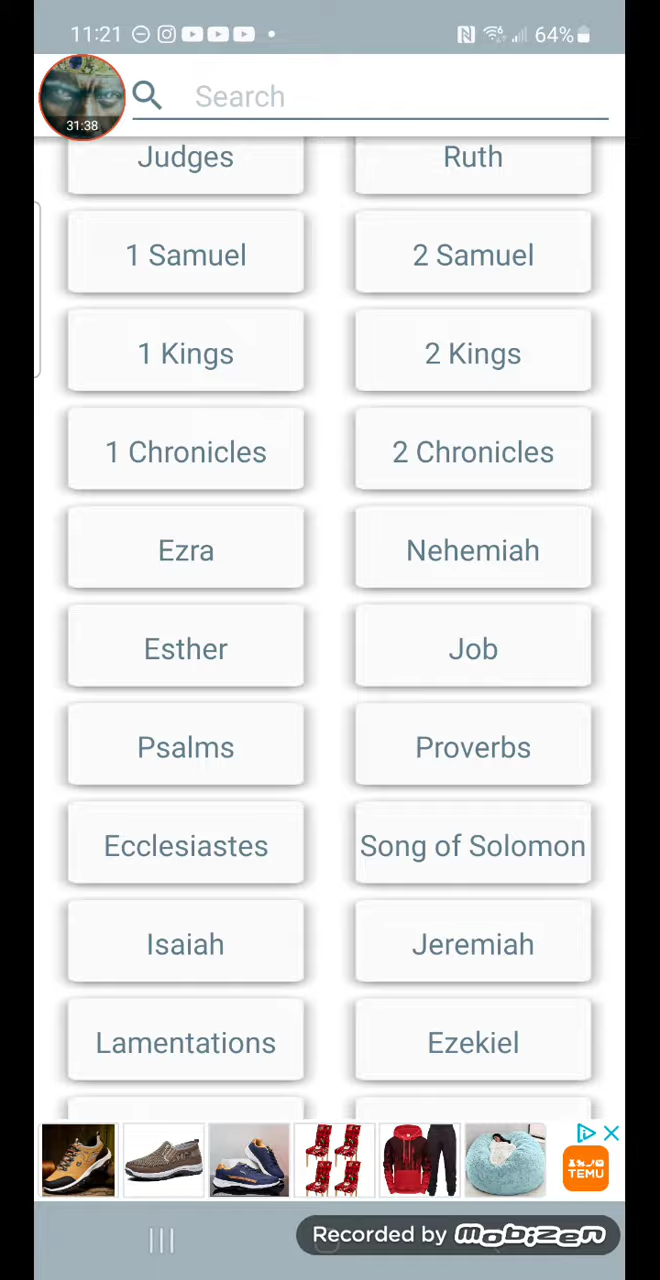 11:21 64%
31:38
Search
Judges Ruth
1 Samuel 2 Samuel
1 Kings 2 Kings
1 Chronicles 2 Chronicles
Ezra Nehemiah
Esther Job
Psalms Proverbs
Ecclesiastes Song of Solomon
Isaiah Jeremiah
Lamentations Ezekiel
TEMU
Recorded by Mobizen